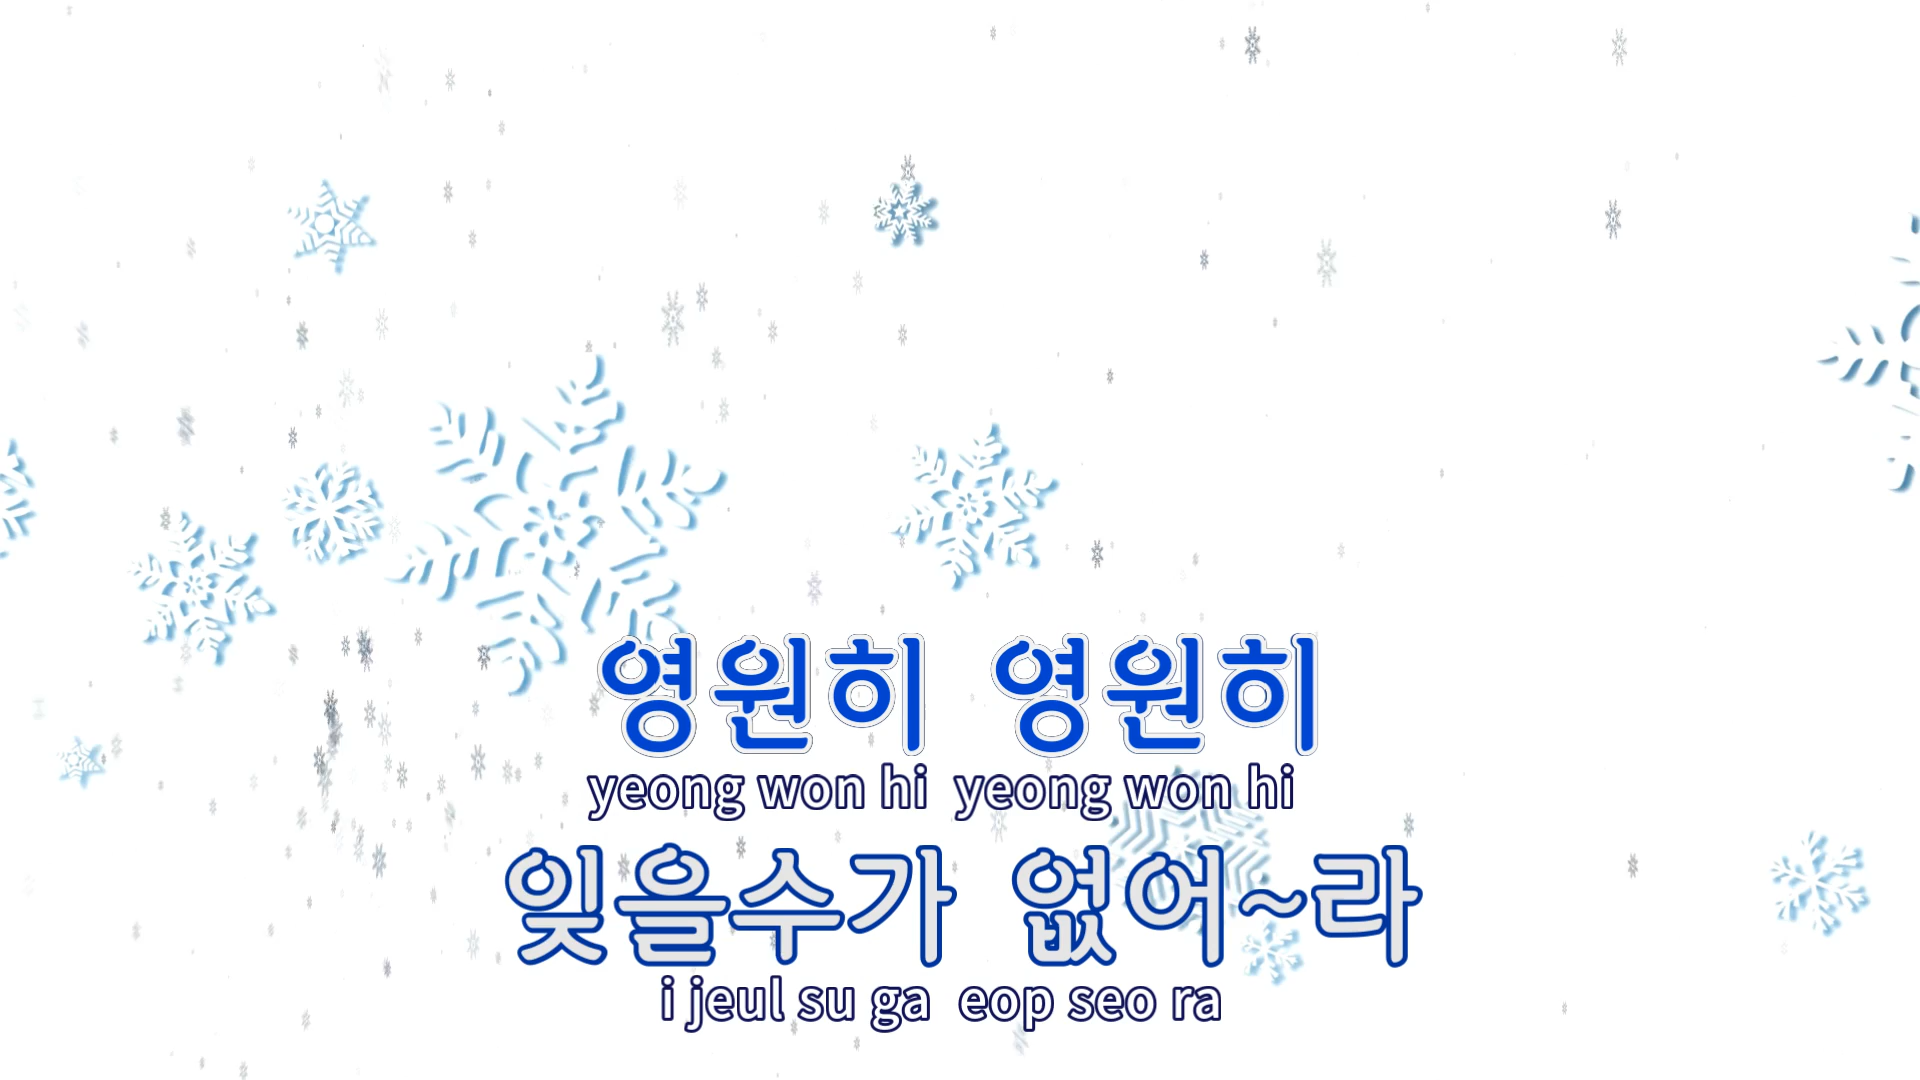 영원히 영원히
yeong won hi yeong won hi
잊을수가 없어~라
i jeul su ga eop seo ra